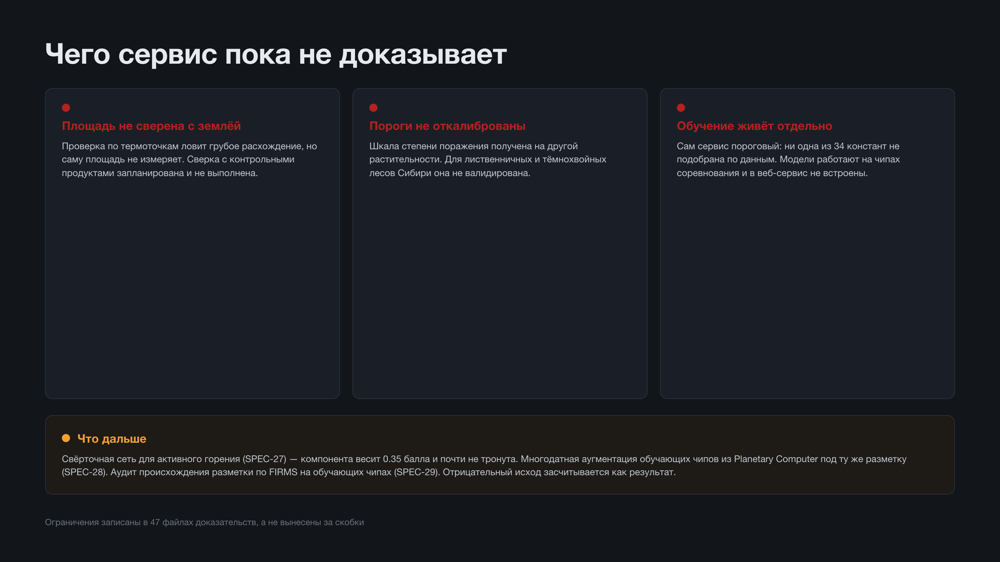 Чего сервис пока не доказывает
Площадь не сверена с землёй
Проверка по термоточкам ловит грубое расхождение, но
саму площадь не измеряет. Сверка с контрольными
продуктами запланирована и не выполнена.
Пороги не откалиброваны
Шкала степени поражения получена на другой
растительности. Для лиственничных и тёмнохвойных
лесов Сибири она не валидирована.
Обучение живёт отдельно
Сам сервис пороговый: ни одна из 34 констант не
подобрана по данным. Модели работают на чипах
соревнования и в веб-сервис не встроены.
Что дальше
Свёрточная сеть для активного горения (SPEC-27) — компонента весит 0.35 балла и почти не тронута. Многодатная аугментация обучающих чипов из Planetary Computer под ту же разметку
(SPEC-28). Аудит происхождения разметки по FIRMS на обучающих чипах (SPEC-29). Отрицательный исход засчитывается как результат.
Ограничения записаны в 47 файлах доказательств, а не вынесены за скобки